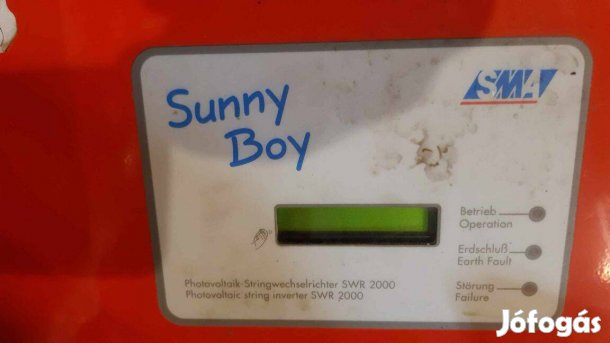 Sunny
Boy
SMA
Betrieb
Operation
Erdschluß
Earth Fault
Störung
Failure
Photovoltaik-Stringwechselrichter SWR 2000
Photovoltaic string inverter SWR 2000
Jófogás